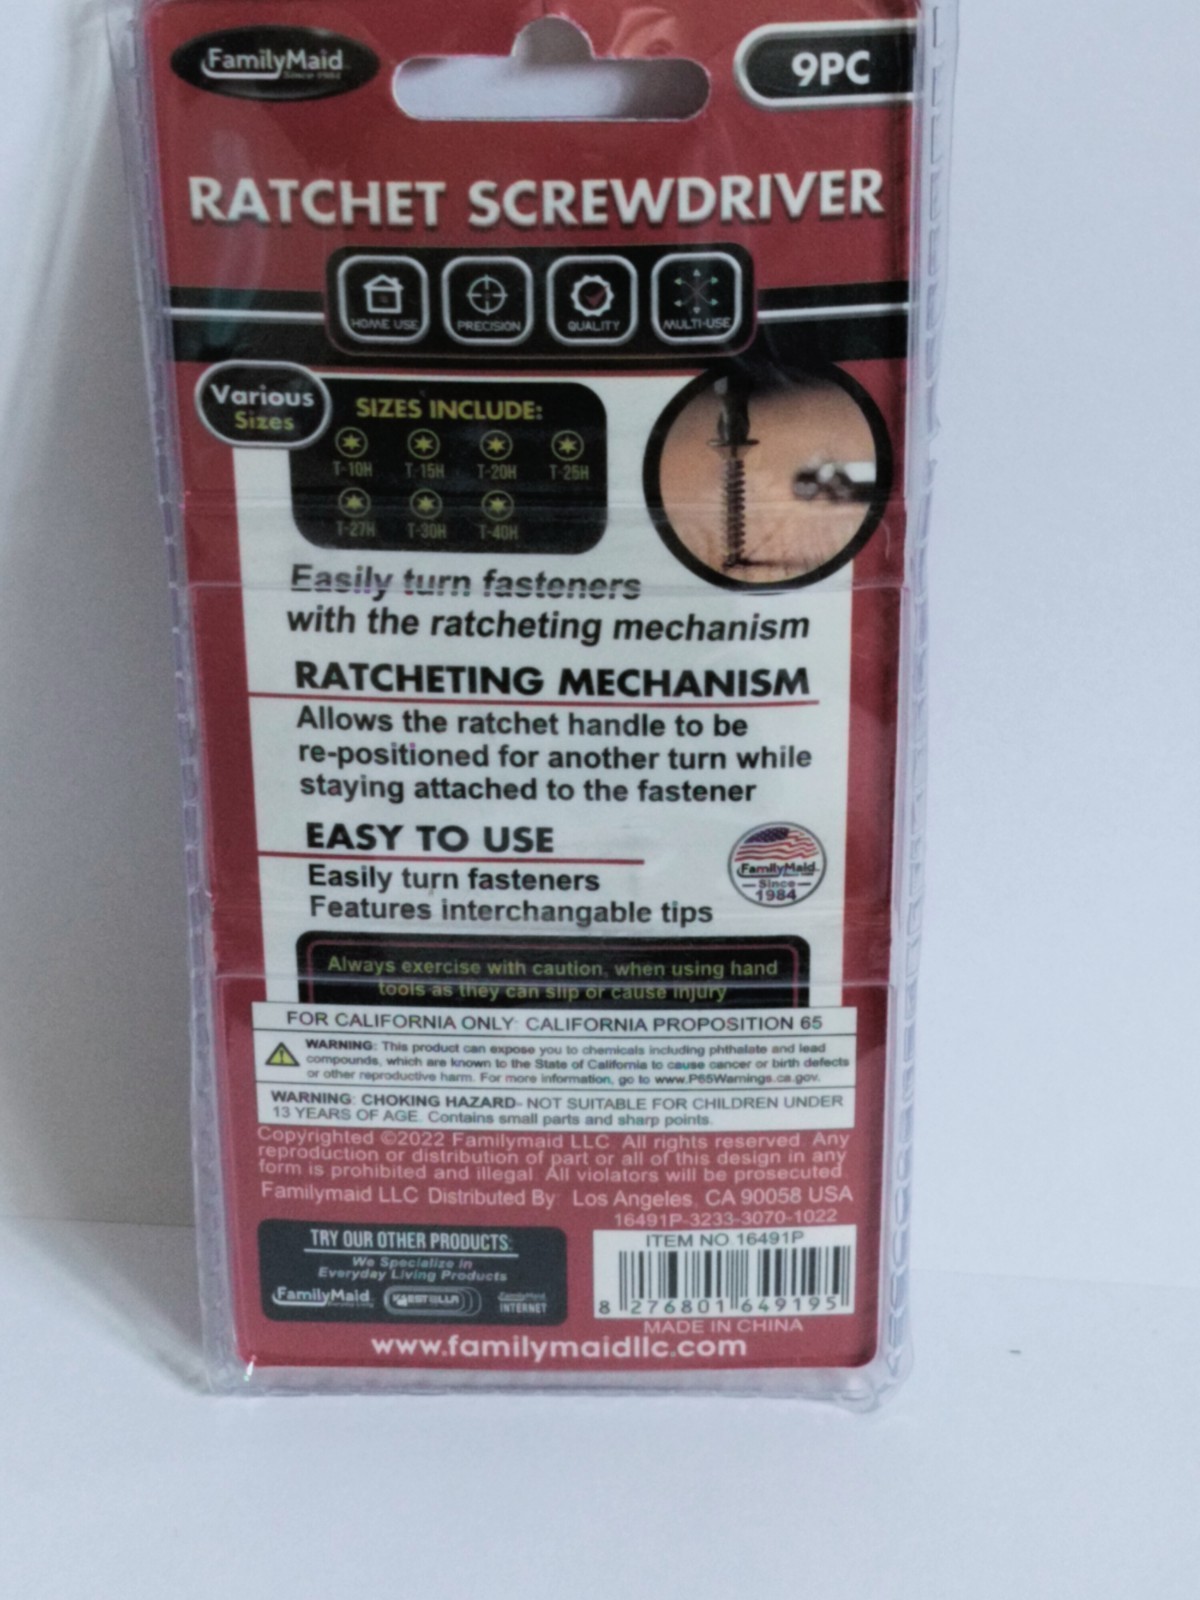 FamilyMaid
Since 1984
9PC
RATCHET SCREWDRIVER
HOME USE
PRECISION
QUALITY
MULTI-USE
Various
Sizes
SIZES INCLUDE:
T-10H T-15H T-20H T-25H
T-27H T-30H T-40H
Easily turn fasteners
with the ratcheting mechanism
RATCHETING MECHANISM
Allows the ratchet handle to be
re-positioned for another turn while
staying attached to the fastener
EASY TO USE
Easily turn fasteners
Features interchangable tips
FamilyMaid
Since
1984
Always exercise with caution, when using hand
tools as they can slip or cause injury
FOR CALIFORNIA ONLY: CALIFORNIA PROPOSITION 65
WARNING: This product can expose you to chemicals including phthalate and lead
compounds, which are known to the State of California to cause cancer or birth defects
or other reproductive harm. For more information, go to www.P65Warnings.ca.gov.
WARNING: CHOKING HAZARD- NOT SUITABLE FOR CHILDREN UNDER
13 YEARS OF AGE. Contains small parts and sharp points.
Copyrighted ©2022 Familymaid LLC. All rights reserved. Any
reproduction or distribution of part or all of this design in any
form is prohibited and illegal. All violators will be prosecuted.
Familymaid LLC Distributed By: Los Angeles, CA 90058 USA
16491P-3233-3070-1022
TRY OUR OTHER PRODUCTS:
We Specialize in
Everyday Living Products
FamilyMaid
INTERNET
ITEM NO. 16491P
8 276801 649195
MADE IN CHINA
www.familymaidllc.com